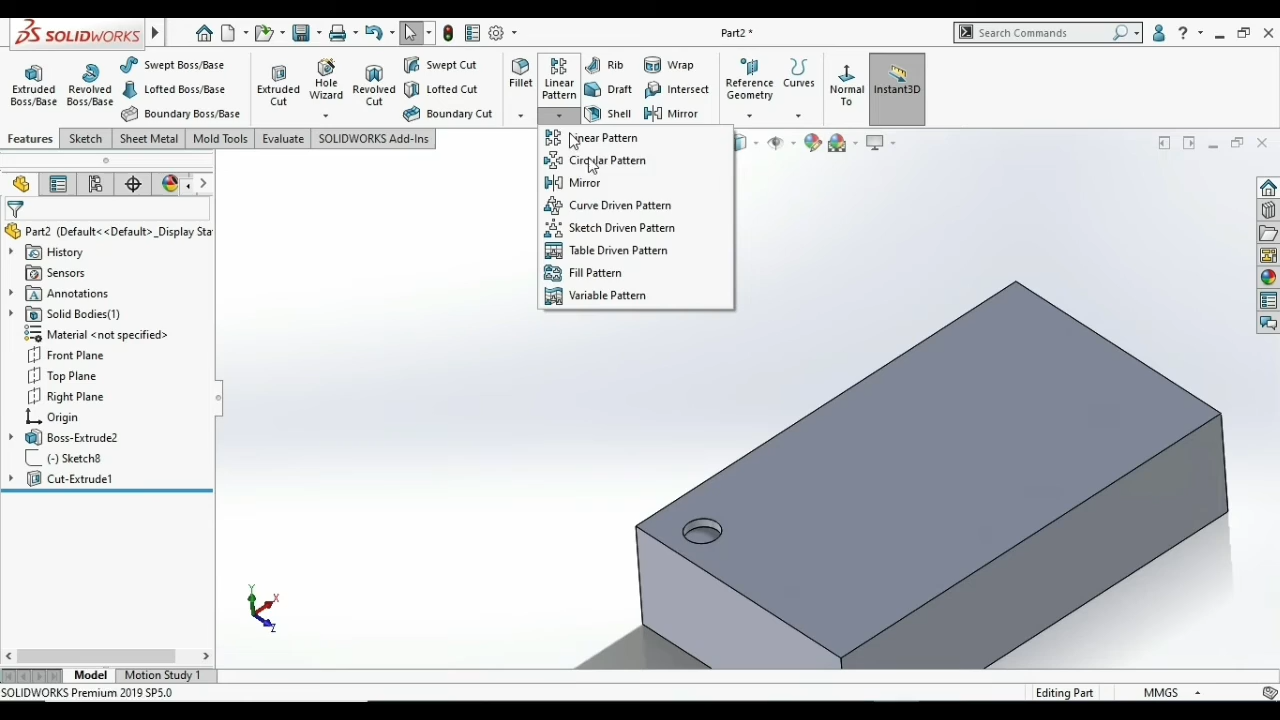 SOLIDWORKS
Part2 *
Search Commands
Extruded Boss/Base
Revolved Boss/Base
Swept Boss/Base
Lofted Boss/Base
Boundary Boss/Base
Extruded Cut
Hole Wizard
Revolved Cut
Swept Cut
Lofted Cut
Boundary Cut
Fillet
Linear Pattern
Rib
Draft
Shell
Wrap
Intersect
Mirror
Reference Geometry
Curves
Normal To
Instant3D
Features
Sketch
Sheet Metal
Mold Tools
Evaluate
SOLIDWORKS Add-Ins
Linear Pattern
Circular Pattern
Mirror
Curve Driven Pattern
Sketch Driven Pattern
Table Driven Pattern
Fill Pattern
Variable Pattern
Part2 (Default<<Default>_Display Sta
History
Sensors
Annotations
Solid Bodies(1)
Material <not specified>
Front Plane
Top Plane
Right Plane
Origin
Boss-Extrude2
(-) Sketch8
Cut-Extrude1
Y
X
Z
Model
Motion Study 1
SOLIDWORKS Premium 2019 SP5.0
Editing Part
MMGS